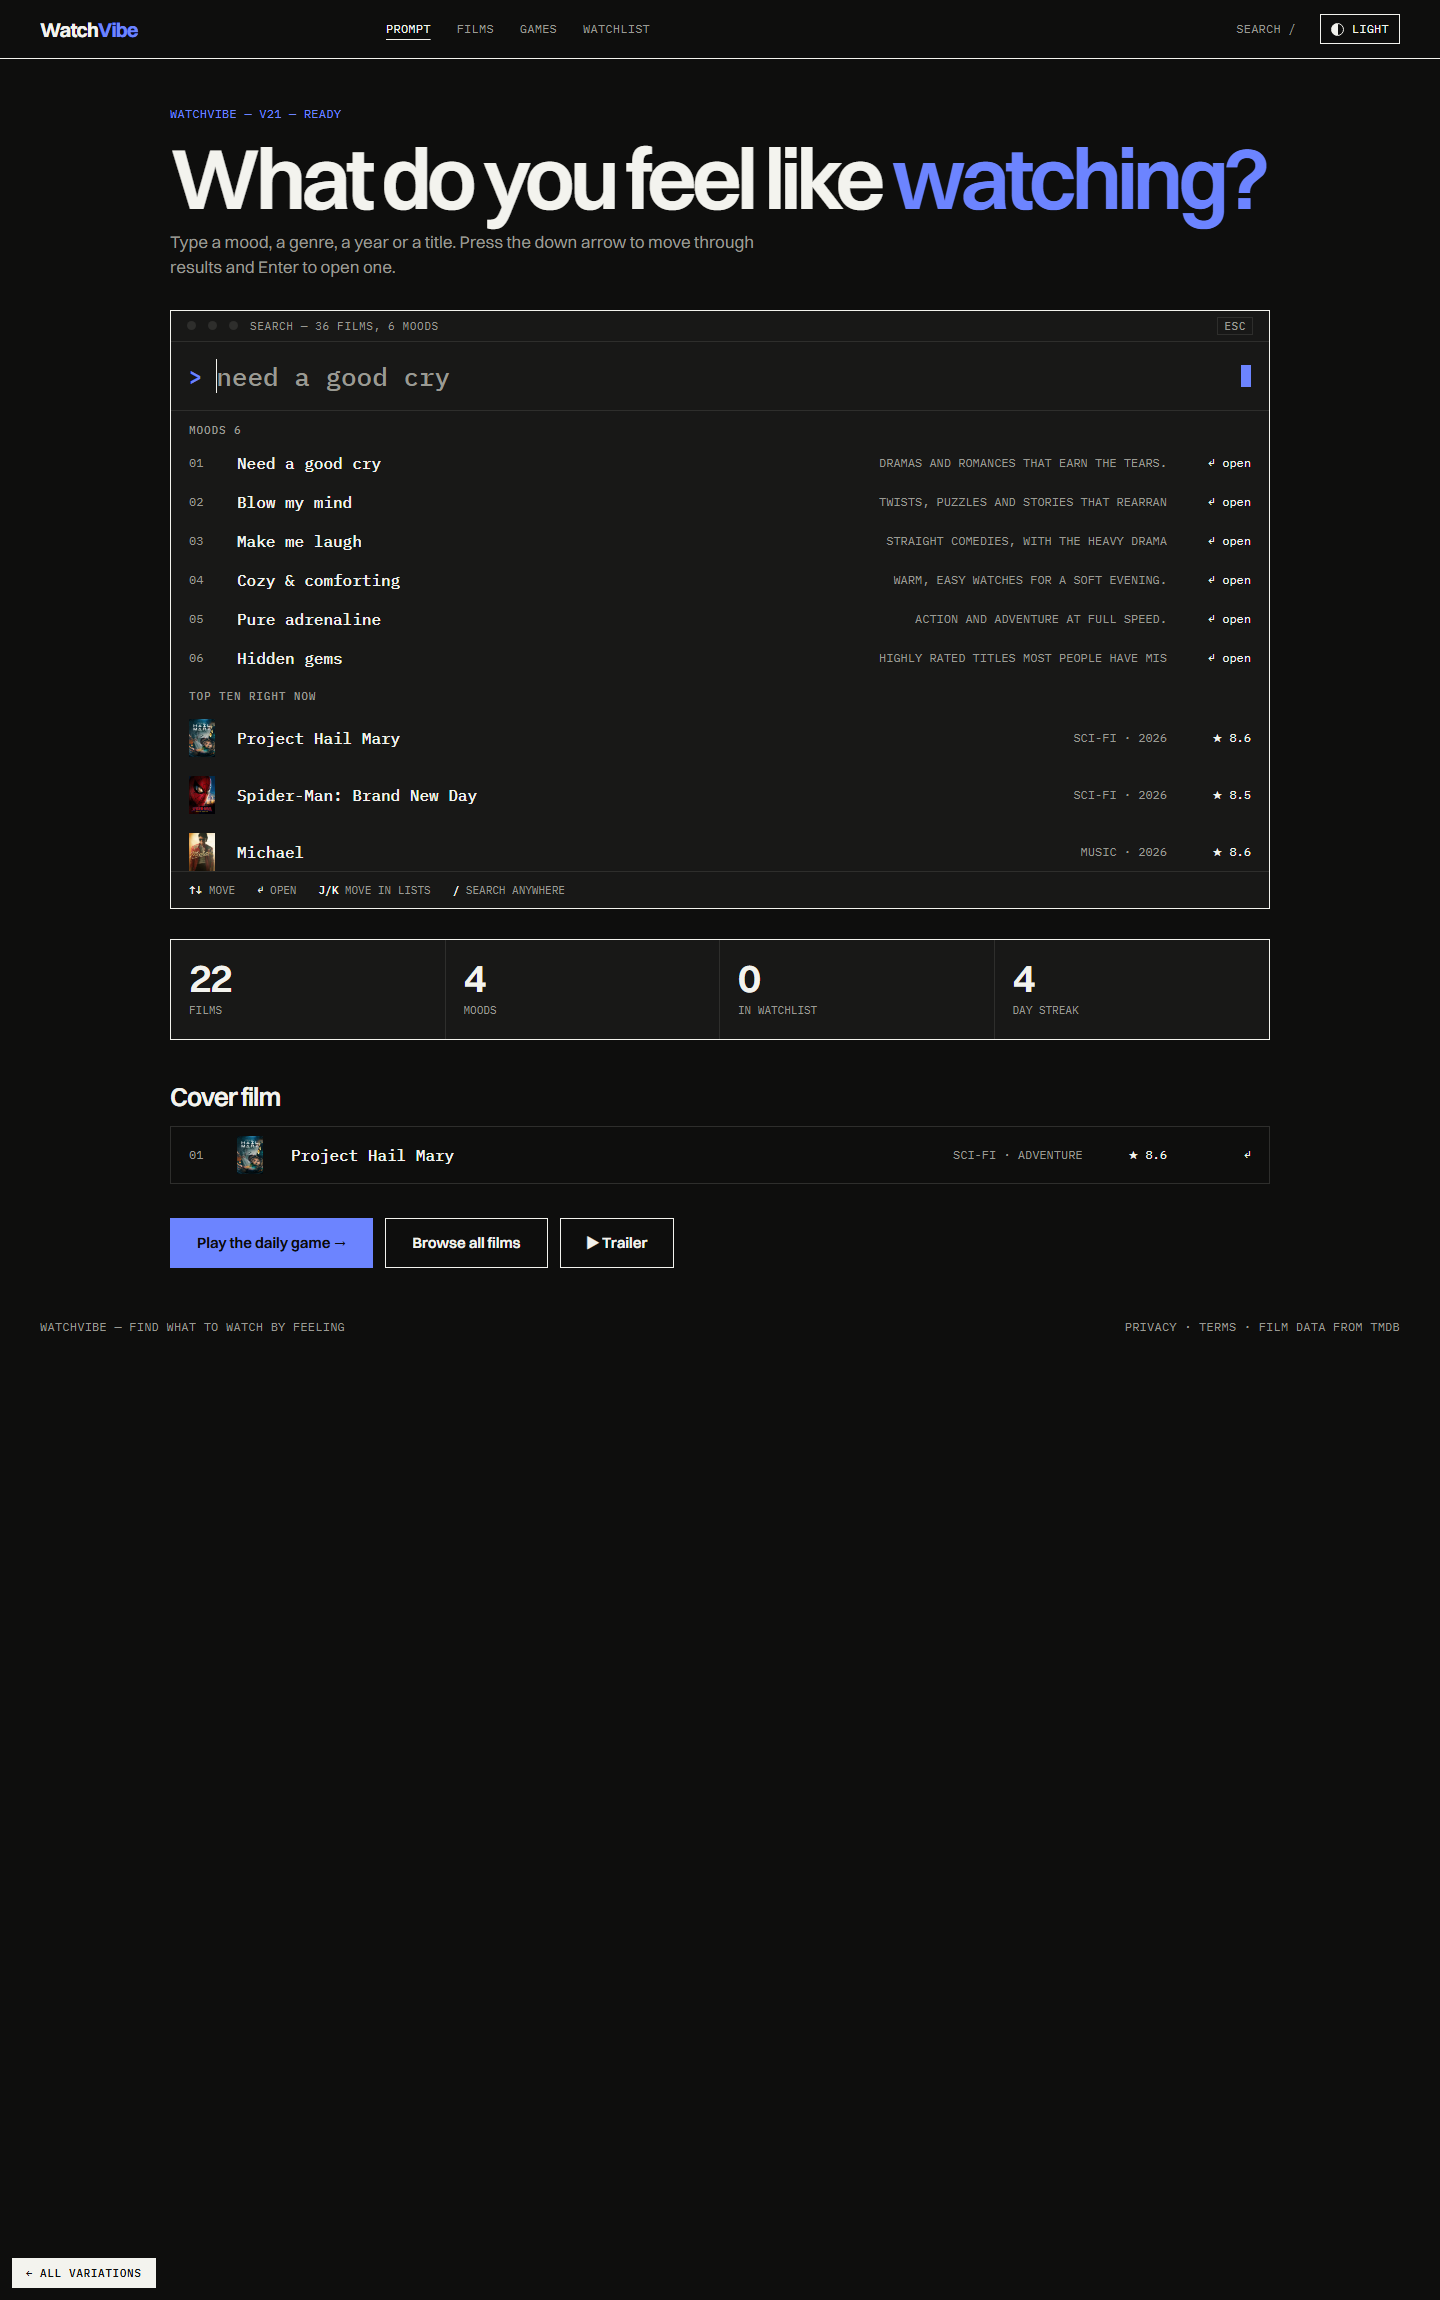 WatchVibe
PROMPT FILMS GAMES WATCHLIST
SEARCH /
LIGHT
WATCHVIBE — V21 — READY
What do you feel like watching?
Type a mood, a genre, a year or a title. Press the down arrow to move through
results and Enter to open one.
SEARCH — 36 FILMS, 6 MOODS
ESC
> need a good cry
MOODS 6
01 Need a good cry DRAMAS AND ROMANCES THAT EARN THE TEARS. ↲ open
02 Blow my mind TWISTS, PUZZLES AND STORIES THAT REARRAN ↲ open
03 Make me laugh STRAIGHT COMEDIES, WITH THE HEAVY DRAMA ↲ open
04 Cozy & comforting WARM, EASY WATCHES FOR A SOFT EVENING. ↲ open
05 Pure adrenaline ACTION AND ADVENTURE AT FULL SPEED. ↲ open
06 Hidden gems HIGHLY RATED TITLES MOST PEOPLE HAVE MIS ↲ open
TOP TEN RIGHT NOW
Project Hail Mary SCI-FI · 2026 ★ 8.6
Spider-Man: Brand New Day SCI-FI · 2026 ★ 8.5
Michael MUSIC · 2026 ★ 8.6
↑↓ MOVE ↲ OPEN J/K MOVE IN LISTS / SEARCH ANYWHERE
22 4 0 4
FILMS MOODS IN WATCHLIST DAY STREAK
Cover film
01 Project Hail Mary SCI-FI · ADVENTURE ★ 8.6 ↲
Play the daily game →
Browse all films
▶ Trailer
WATCHVIBE — FIND WHAT TO WATCH BY FEELING
PRIVACY · TERMS · FILM DATA FROM TMDB
← ALL VARIATIONS